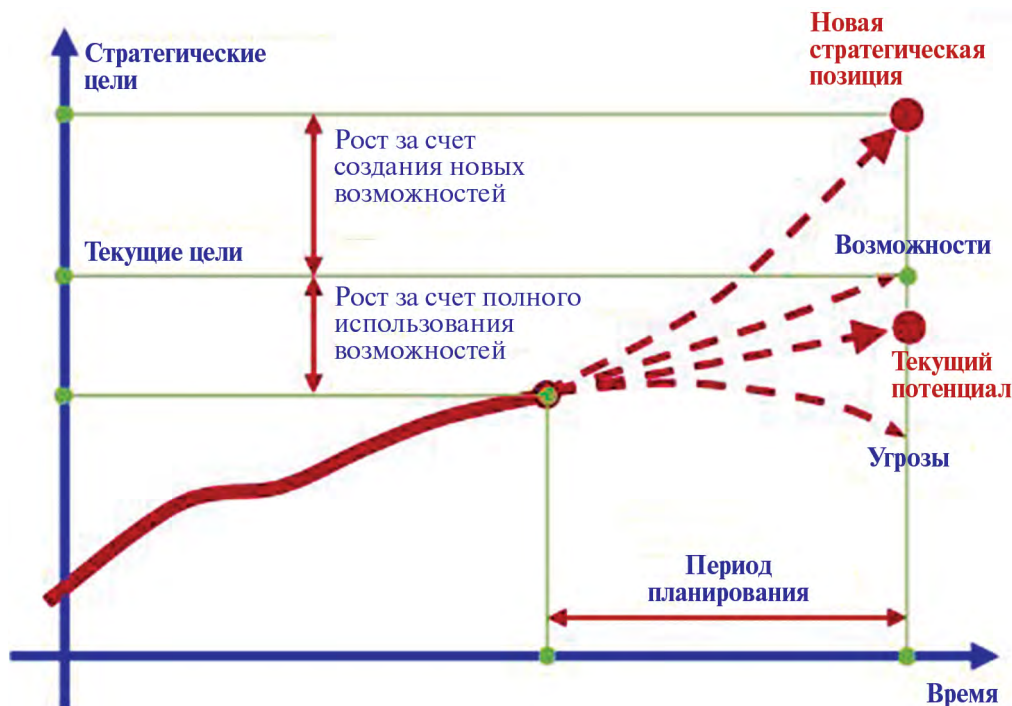 Стратегические
цели
Новая
стратегическая
позиция
Рост за счет
создания новых
возможностей
Текущие цели
Возможности
Рост за счет полного
использования
возможностей
Текущий
потенциал
Угрозы
Период
планирования
Время